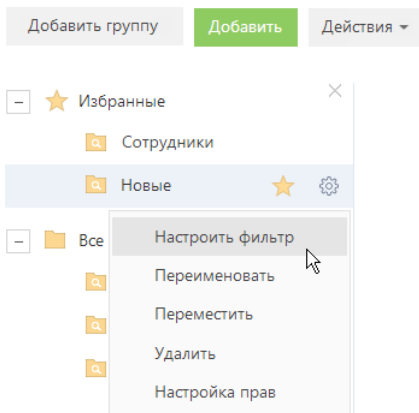 Добавить группу Добавить Действия
Избранные
Сотрудники
Новые
Все
Настроить фильтр
Переименовать
Переместить
Удалить
Настройка прав